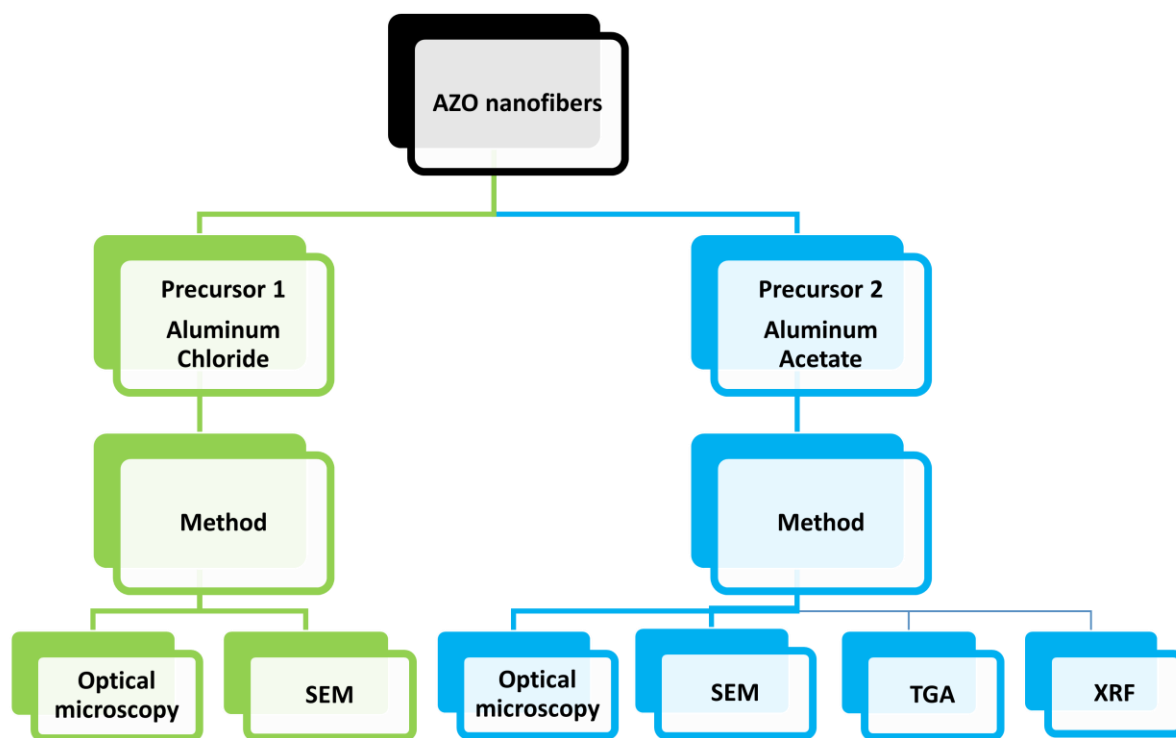 AZO nanofibers
Precursor 1
Aluminum
Chloride
Precursor 2
Aluminum
Acetate
Method
Method
Optical
microscopy
SEM
Optical
microscopy
SEM
TGA
XRF